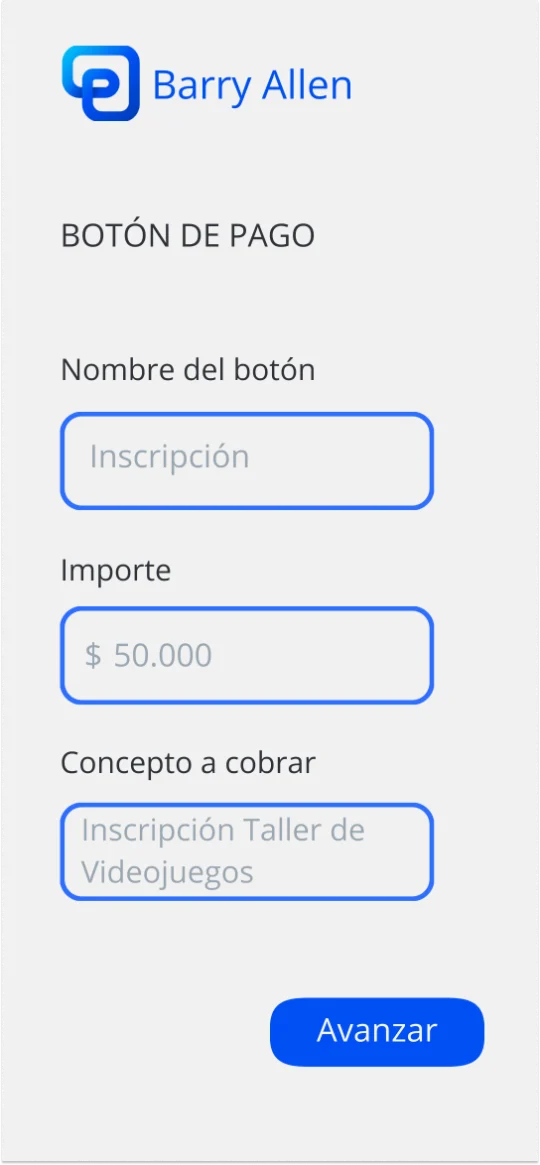 Barry Allen
BOTÓN DE PAGO
Nombre del botón
Inscripción
Importe
$ 50.000
Concepto a cobrar
Inscripción Taller de
Videojuegos
Avanzar